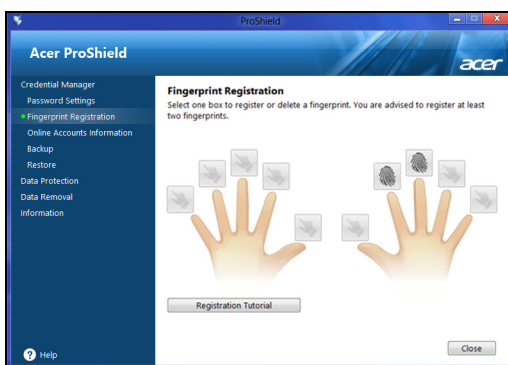 ProShield
Acer ProShield
acer
Credential Manager
Password Settings
Fingerprint Registration
Online Accounts Information
Backup
Restore
Data Protection
Data Removal
Information
Help
Fingerprint Registration
Select one box to register or delete a fingerprint. You are advised to register at least
two fingerprints.
Registration Tutorial
Close